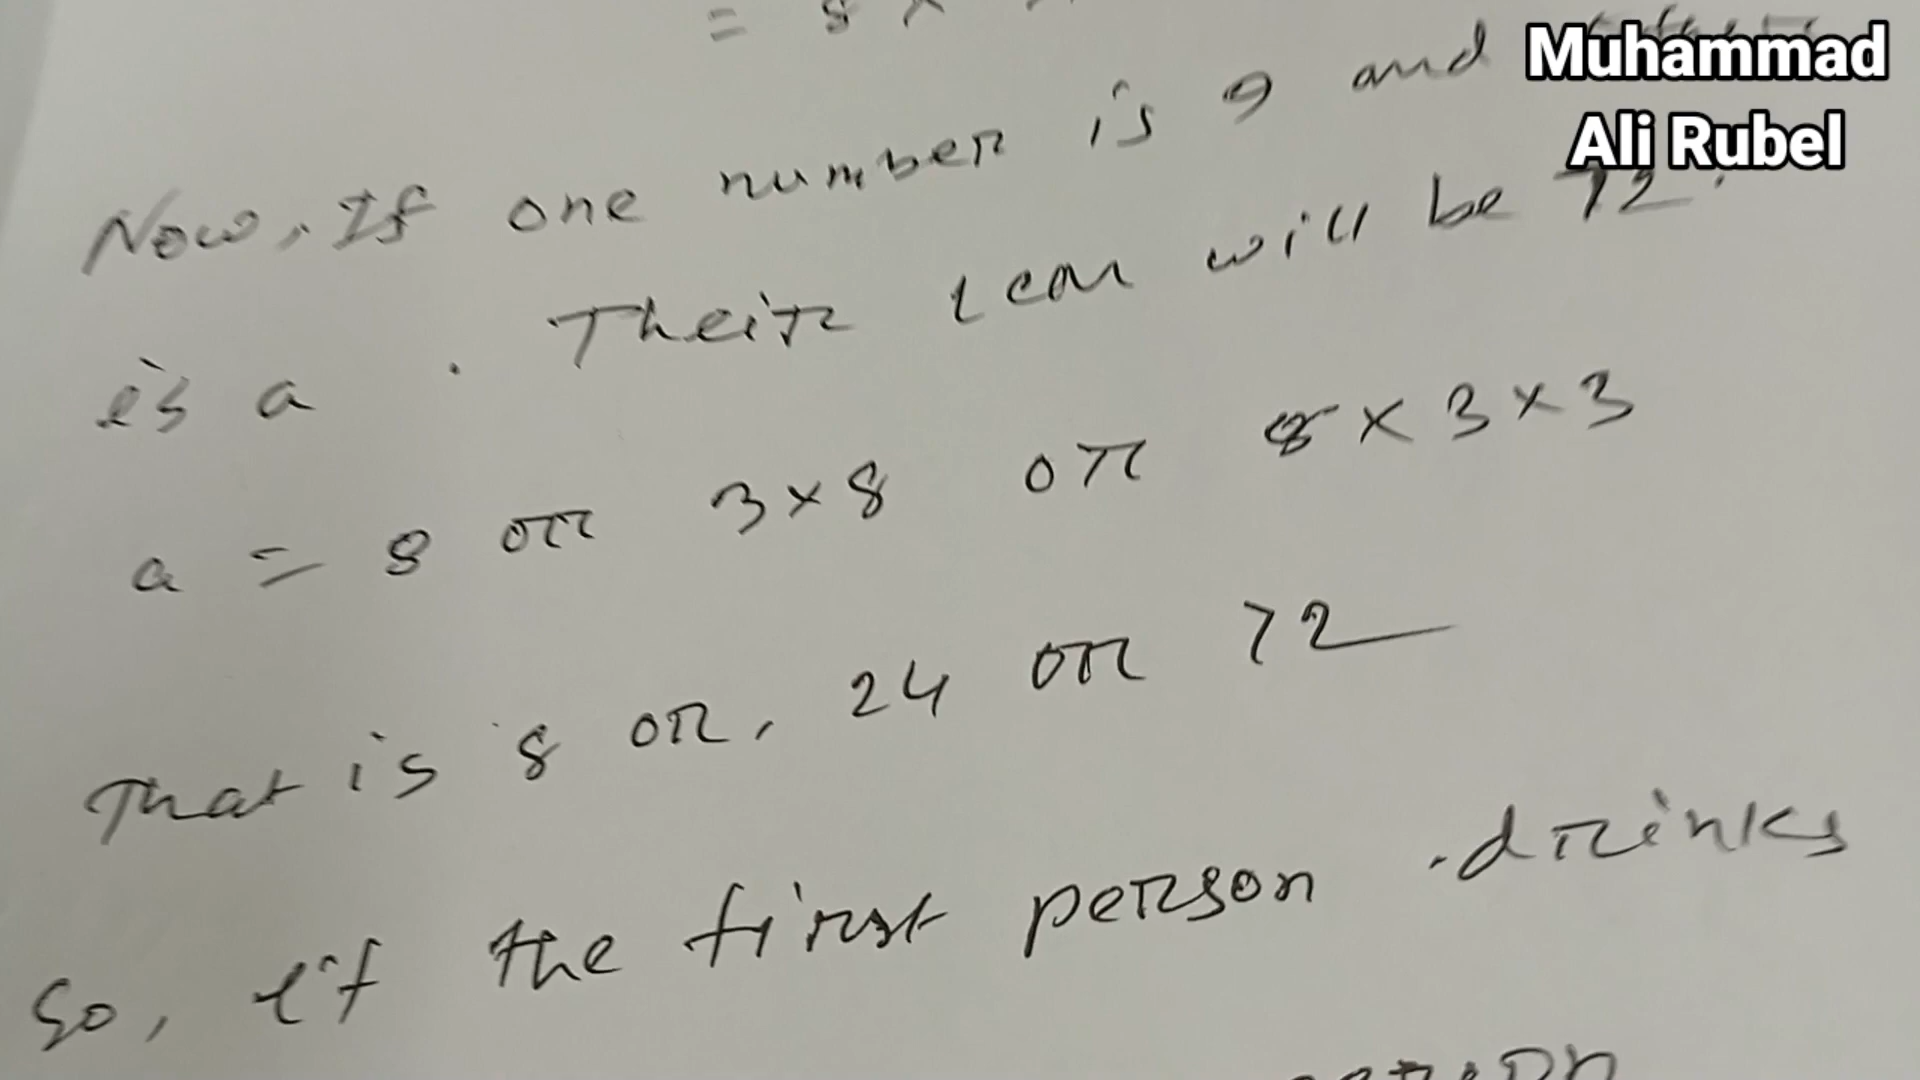 = 8 ×
Muhammad
Ali Rubel
Now, If one number is 9 and
is a . Their lcm will be 72.
a = 8 or 3×8 or 8×3×3
That is 8 or, 24 or 72
So, if the first person drinks